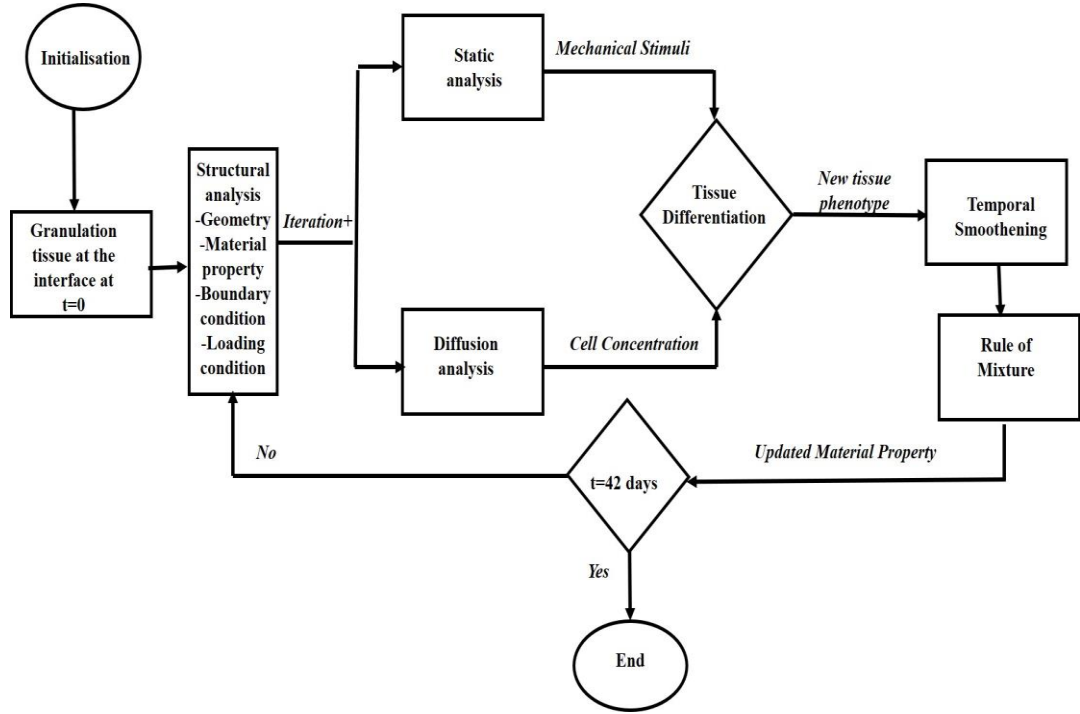 Initialisation
Granulation
tissue at the
interface at
t=0
Structural
analysis
-Geometry
-Material
property
-Boundary
condition
-Loading
condition
Iteration+
Static
analysis
Mechanical Stimuli
Diffusion
analysis
Cell Concentration
Tissue
Differentiation
New tissue
phenotype
Temporal
Smoothening
Rule of
Mixture
Updated Material Property
t=42 days
No
Yes
End